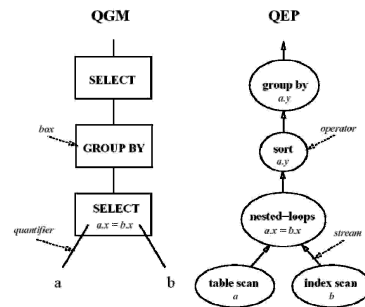 QGM
SELECT
box
GROUP BY
SELECT
a.x = b.x
quantifier
a
b
QEP
group by
a.y
operator
sort
a.y
nested-loops
a.x = b.x
stream
table scan
a
index scan
b